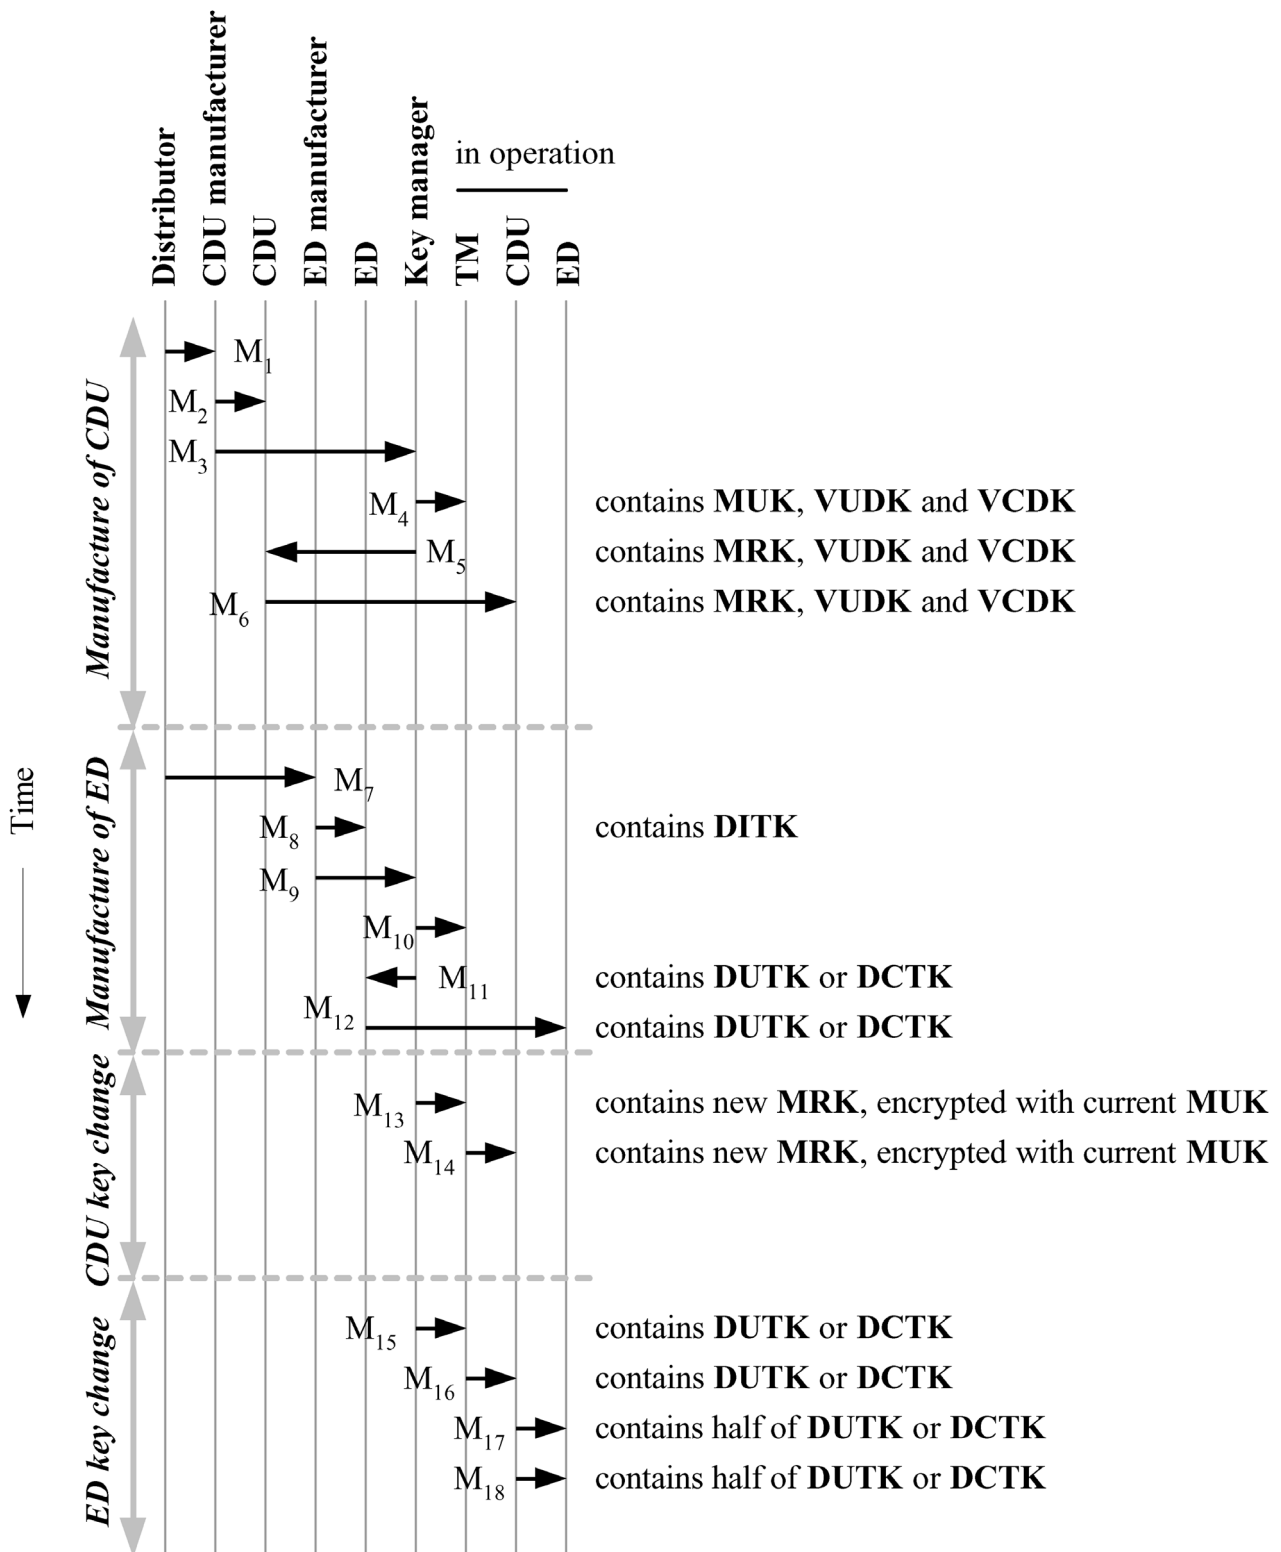 Distributor
CDU manufacturer
CDU
ED manufacturer
ED
Key manager
in operation
TM
CDU
ED
Time
Manufacture of CDU
M1
M2
M3
M4 contains MUK, VUDK and VCDK
M5 contains MRK, VUDK and VCDK
M6 contains MRK, VUDK and VCDK
Manufacture of ED
M7
M8 contains DITK
M9
M10
M11 contains DUTK or DCTK
M12 contains DUTK or DCTK
CDU key change
M13 contains new MRK, encrypted with current MUK
M14 contains new MRK, encrypted with current MUK
ED key change
M15 contains DUTK or DCTK
M16 contains DUTK or DCTK
M17 contains half of DUTK or DCTK
M18 contains half of DUTK or DCTK